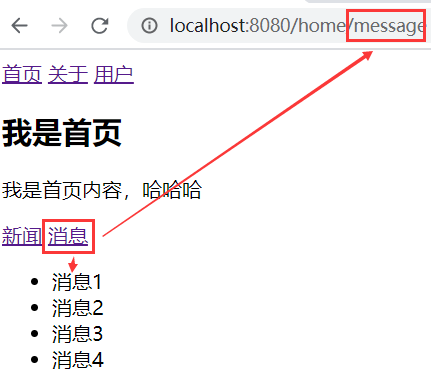 localhost:8080/home/message
首页 关于 用户
我是首页
我是首页内容，哈哈哈
新闻 消息
消息1
消息2
消息3
消息4